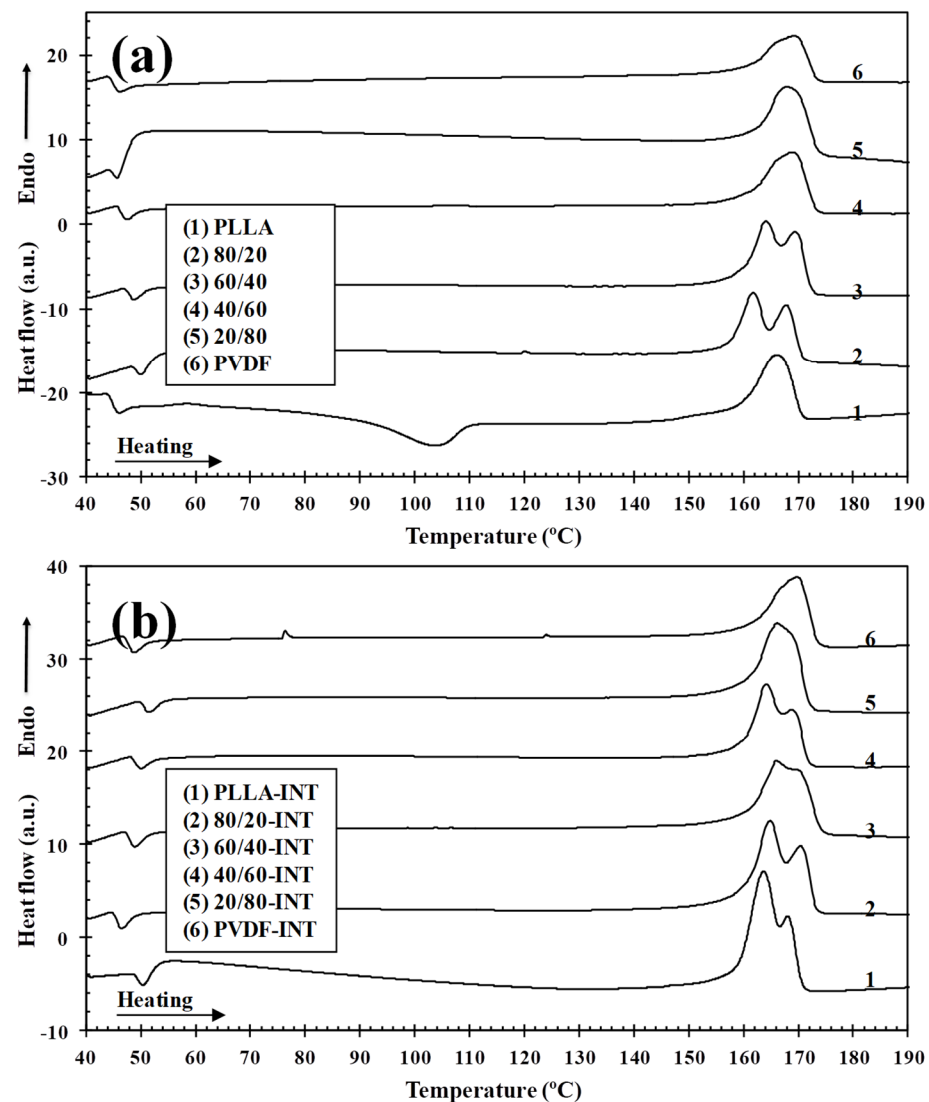 (a)
20
10
0
-10
-20
-30
Heat flow (a.u.)
Endo
6
5
4
3
2
1
(1) PLLA
(2) 80/20
(3) 60/40
(4) 40/60
(5) 20/80
(6) PVDF
Heating
40 50 60 70 80 90 100 110 120 130 140 150 160 170 180 190
Temperature (ºC)
(b)
40
30
20
10
0
-10
Heat flow (a.u.)
Endo
6
5
4
3
2
1
(1) PLLA-INT
(2) 80/20-INT
(3) 60/40-INT
(4) 40/60-INT
(5) 20/80-INT
(6) PVDF-INT
Heating
40 50 60 70 80 90 100 110 120 130 140 150 160 170 180 190
Temperature (ºC)